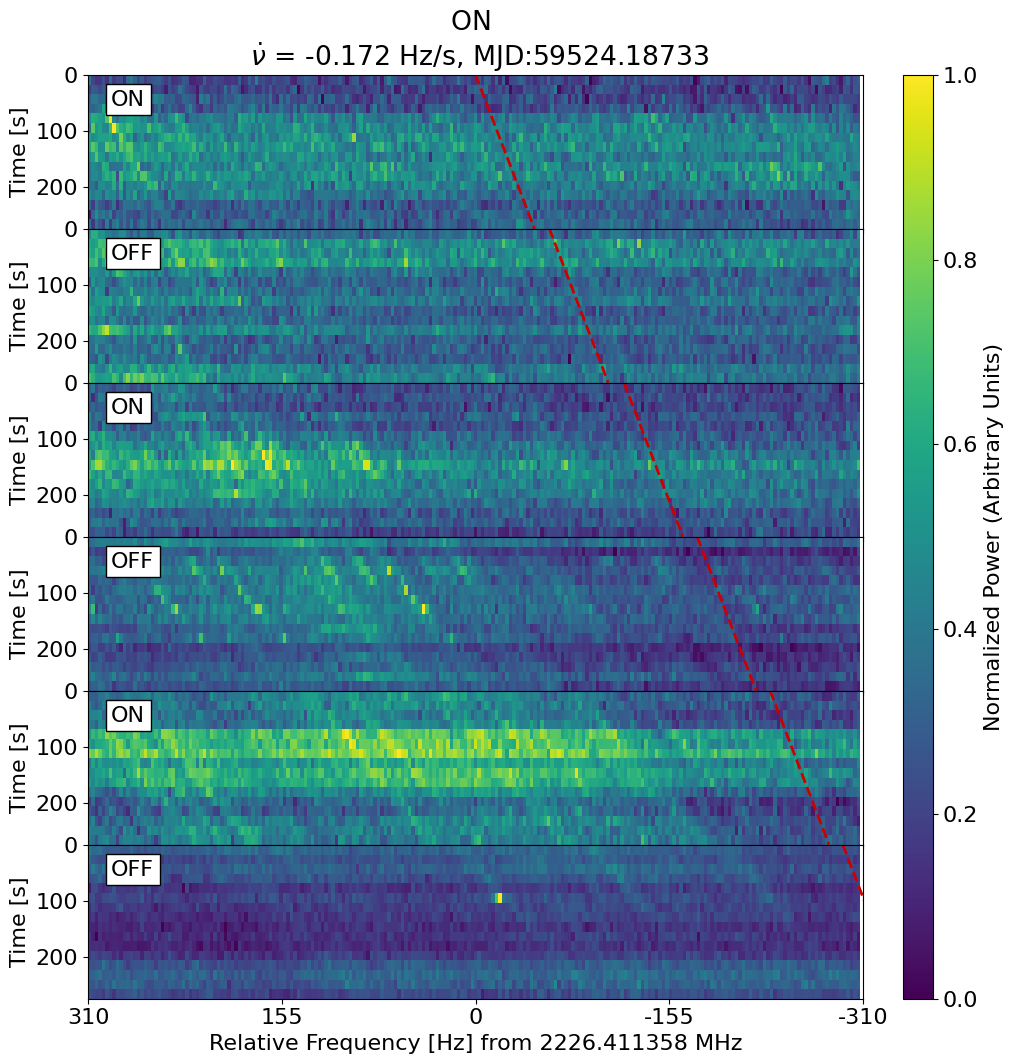 ON
ν̇ = -0.172 Hz/s, MJD:59524.18733
0
ON
100
200
Time [s]
0
OFF
100
200
Time [s]
0
ON
100
200
Time [s]
0
OFF
100
200
Time [s]
0
ON
100
200
Time [s]
0
OFF
100
200
Time [s]
310 155 0 -155 -310
Relative Frequency [Hz] from 2226.411358 MHz
1.0
0.8
0.6
0.4
0.2
0.0
Normalized Power (Arbitrary Units)